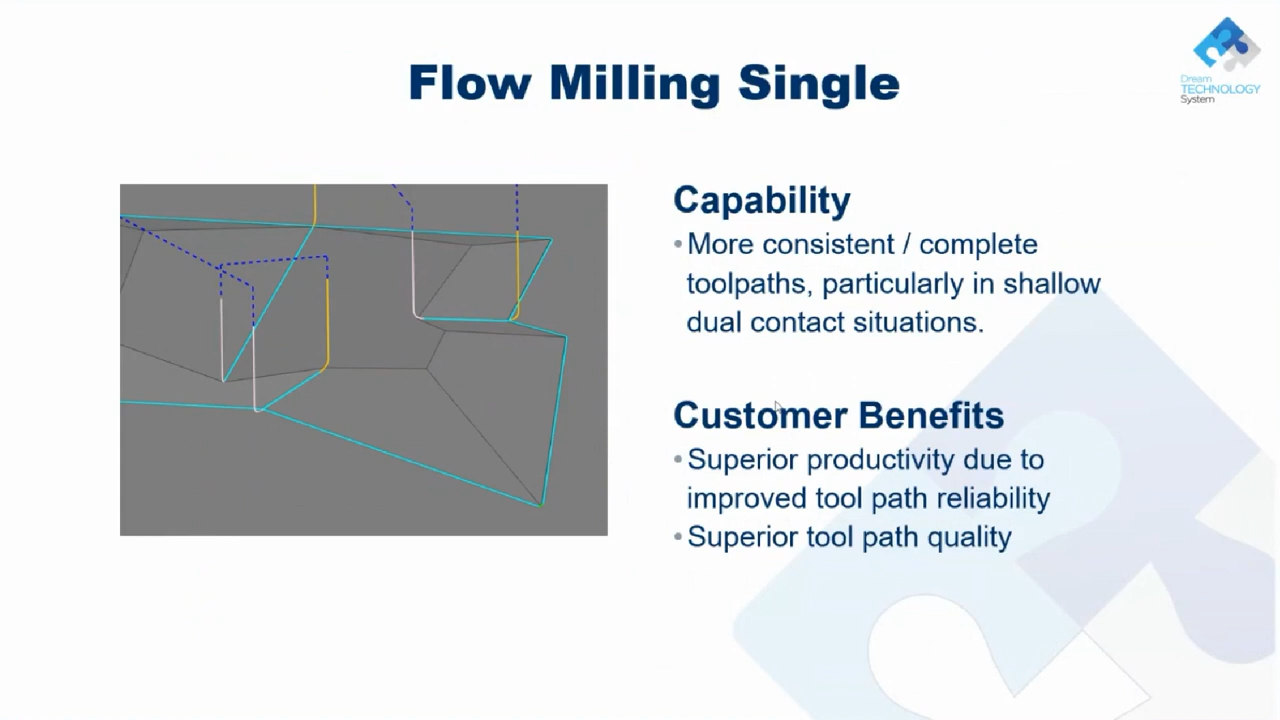 Flow Milling Single
Dream
TECHNOLOGY
System
Capability
•More consistent / complete
toolpaths, particularly in shallow
dual contact situations.
Customer Benefits
•Superior productivity due to
improved tool path reliability
•Superior tool path quality